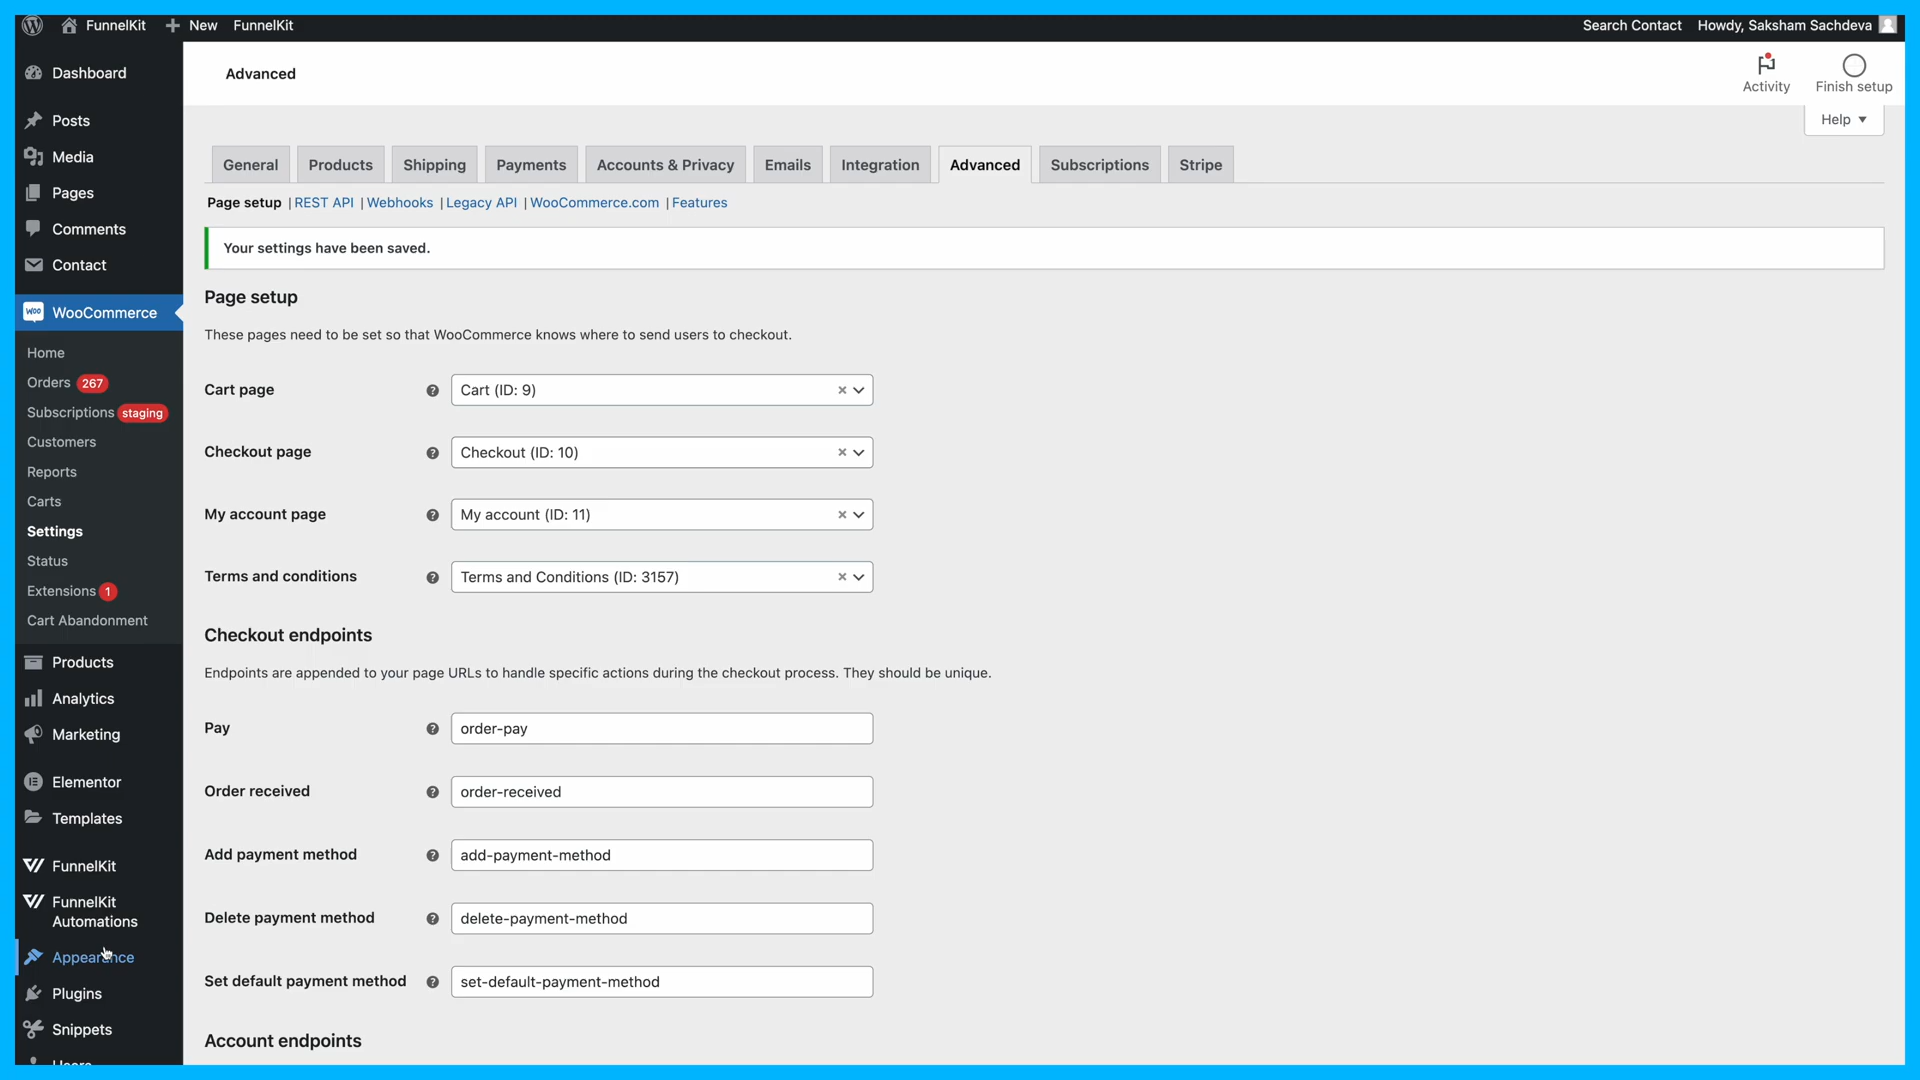 FunnelKit
New
FunnelKit
Search Contact
Howdy, Saksham Sachdeva
Dashboard
Posts
Media
Pages
Comments
Contact
WOO
WooCommerce
Home
Orders 267
Subscriptions staging
Customers
Reports
Carts
Settings
Status
Extensions 1
Cart Abandonment
Products
Analytics
Marketing
Elementor
Templates
FunnelKit
FunnelKit
Automations
Appearance
Plugins
Snippets
Users
Advanced
Activity
Finish setup
Help
General
Products
Shipping
Payments
Accounts & Privacy
Emails
Integration
Advanced
Subscriptions
Stripe
Page setup | REST API | Webhooks | Legacy API | WooCommerce.com | Features
Your settings have been saved.
Page setup
These pages need to be set so that WooCommerce knows where to send users to checkout.
Cart page ? Cart (ID: 9) ×
Checkout page ? Checkout (ID: 10) ×
My account page ? My account (ID: 11) ×
Terms and conditions ? Terms and Conditions (ID: 3157) ×
Checkout endpoints
Endpoints are appended to your page URLs to handle specific actions during the checkout process. They should be unique.
Pay ? order-pay
Order received ? order-received
Add payment method ? add-payment-method
Delete payment method ? delete-payment-method
Set default payment method ? set-default-payment-method
Account endpoints